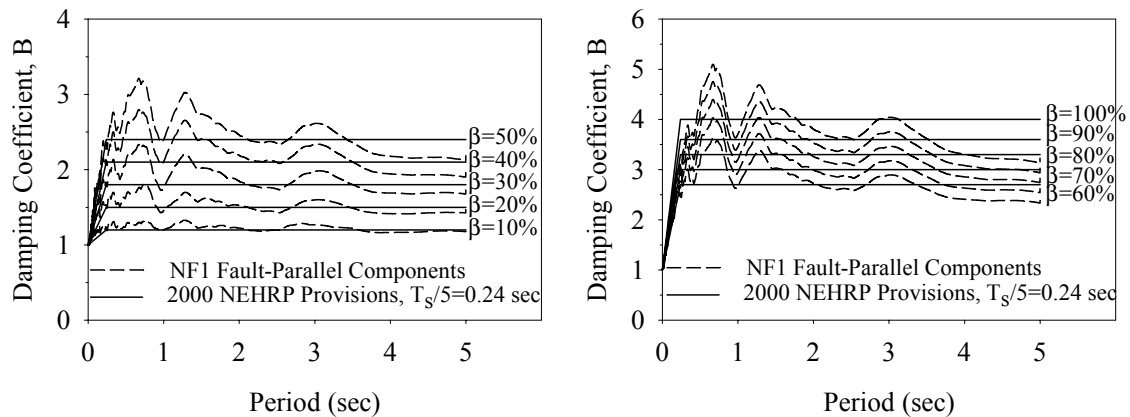 Damping Coefficient, B
4
3
2
1
0
β=50%
β=40%
β=30%
β=20%
β=10%
NF1 Fault-Parallel Components
2000 NEHRP Provisions, TS/5=0.24 sec
0 1 2 3 4 5
Period (sec)
Damping Coefficient, B
6
5
4
3
2
1
0
β=100%
β=90%
β=80%
β=70%
β=60%
NF1 Fault-Parallel Components
2000 NEHRP Provisions, TS/5=0.24 sec
0 1 2 3 4 5
Period (sec)